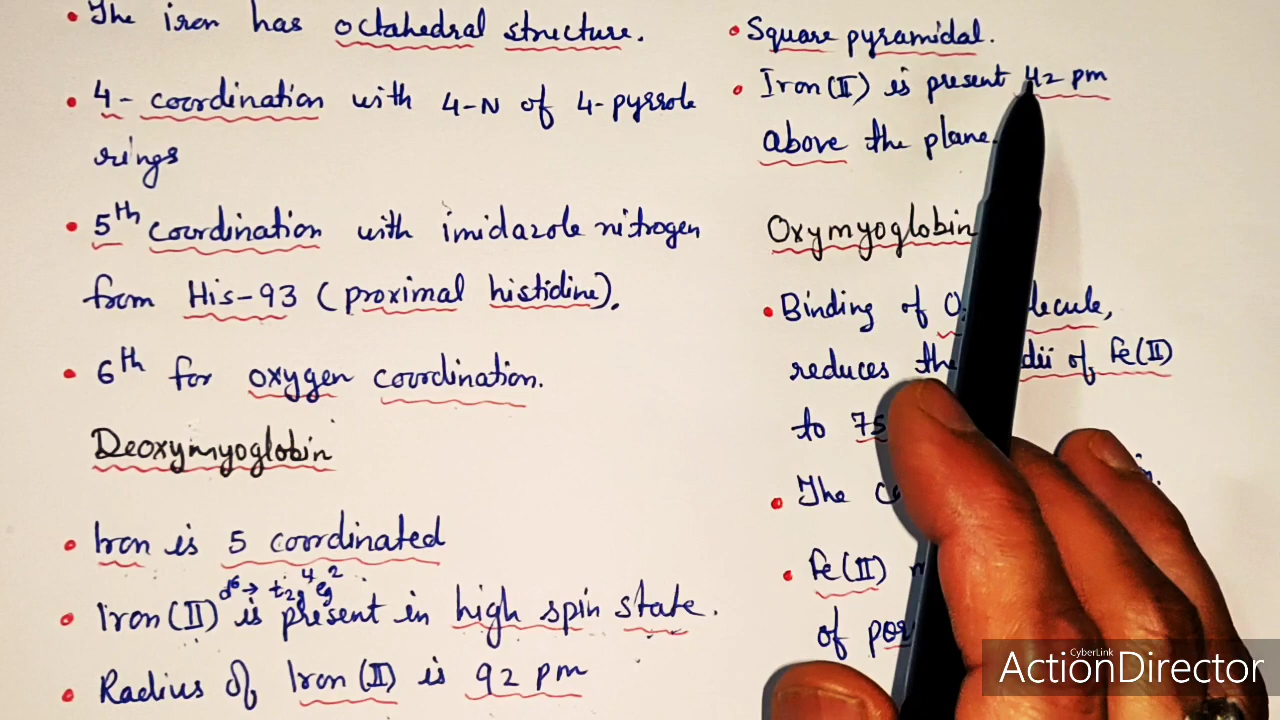 • The iron has octahedral structure.
• 4- coordination with 4-N of 4-pyrrole
rings
• 5th coordination with imidazole nitrogen
from His-93 (proximal histidine).
• 6th for oxygen coordination.
Deoxymyoglobin
• Iron is 5 coordinated
d6→ t2g4 eg2
• Iron(II) is present in high spin state.
• Radius of Iron(II) is 92 pm
• Square pyramidal.
• Iron(II) is present 42 pm
above the plane.
Oxymyoglobin
• Binding of
reduces the of Fe(II)
to 75
• The
• Fe(II)
of
CyberLink
ActionDirector